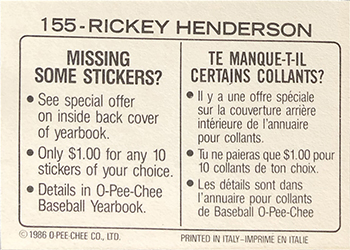 155-RICKEY HENDERSON
MISSING
SOME STICKERS?
• See special offer
on inside back cover
of yearbook.
• Only $1.00 for any 10
stickers of your choice.
• Details in O-Pee-Chee
Baseball Yearbook.
TE MANQUE-T-IL
CERTAINS COLLANTS?
• Il y a une offre spéciale
sur la couverture arrière
intérieure de l'annuaire
pour collants.
• Tu ne paieras que $1.00 pour
10 collants de ton choix.
• Les détails sont dans
l'annuaire pour collants
de Baseball O-Pee-Chee
© 1986 O-PEE-CHEE CO., LTD.
PRINTED IN ITALY-IMPRIME EN ITALIE